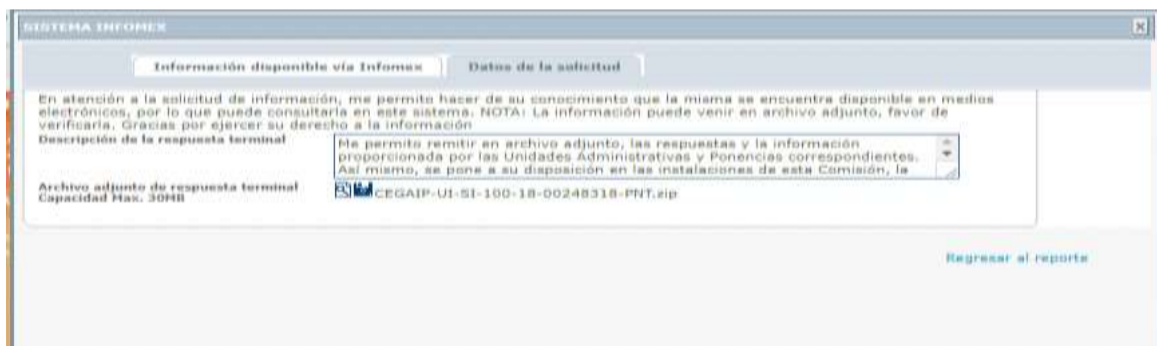 SISTEMA INFOMEX
Información disponible vía Infomex
Datos de la solicitud
En atención a la solicitud de información, me permito hacer de su conocimiento que la misma se encuentra disponible en medios
electrónicos, por lo que puede consultarla en este sistema. NOTA: La información puede venir en archivo adjunto, favor de
verificarla. Gracias por ejercer su derecho a la información
Descripción de la respuesta terminal
Me permito remitir en archivo adjunto, las respuestas y la información
proporcionada por las Unidades Administrativas y Ponencias correspondientes.
Así mismo, se pone a su disposición en las instalaciones de esta Comisión, la
Archivo adjunto de respuesta terminal
Capacidad Max. 30MB
CEGAIP-UI-SI-100-18-00248318-PNT.zip
Regresar al reporte